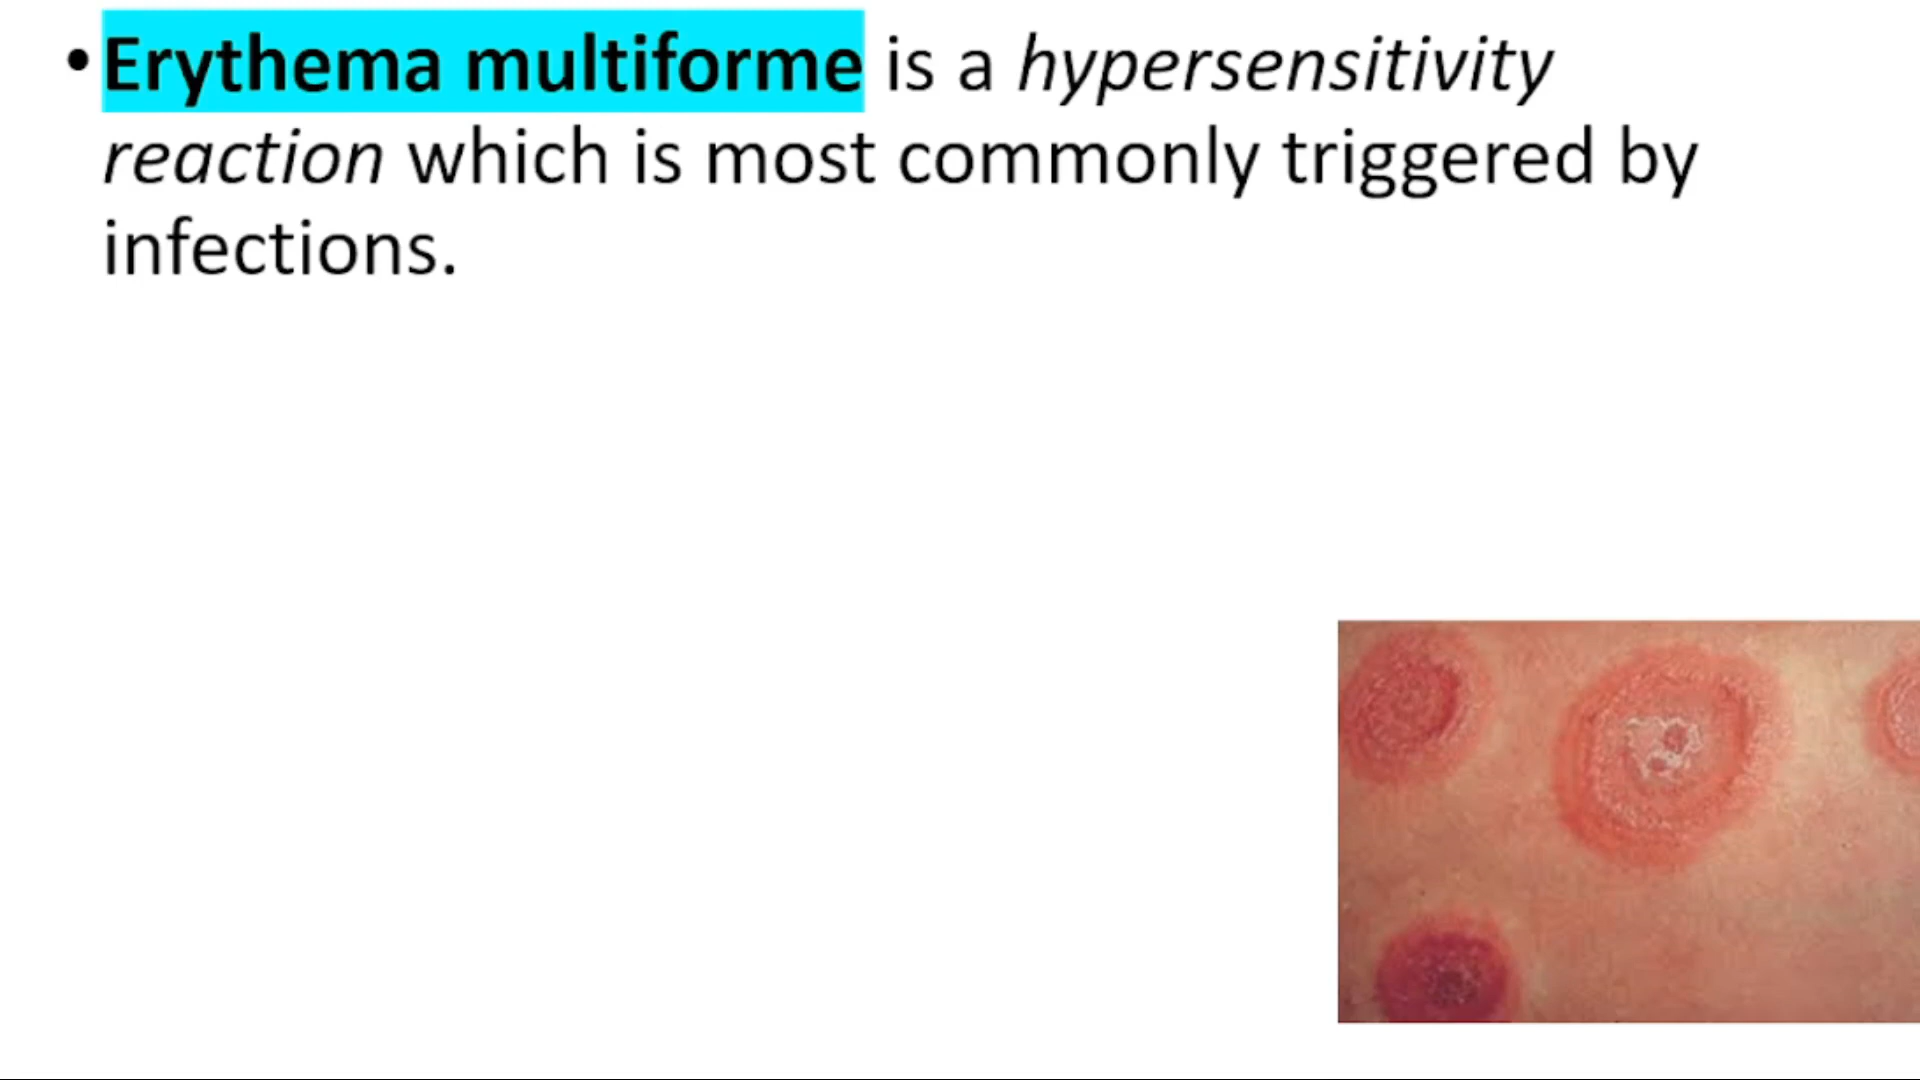 • Erythema multiforme is a hypersensitivity
reaction which is most commonly triggered by
infections.